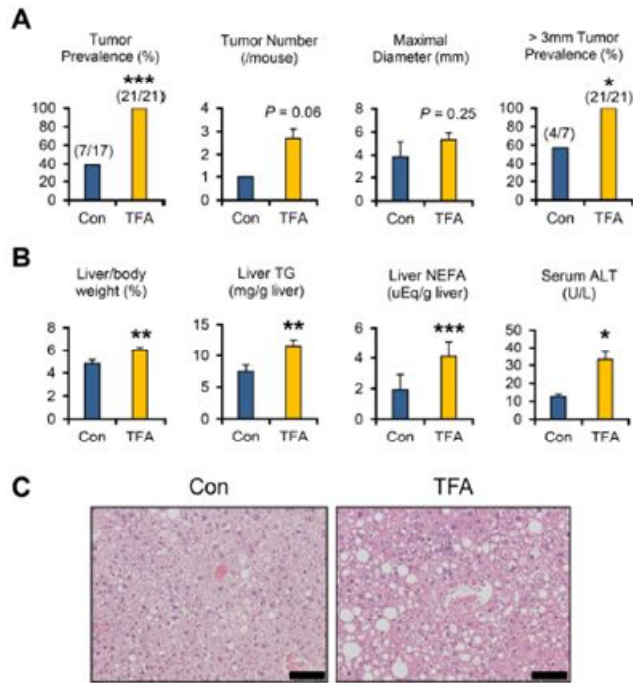 A
Tumor
Prevalence (%)
***
(21/21)
(7/17)
100
80
60
40
20
0
Con TFA
Tumor Number
(/mouse)
P = 0.06
4
3
2
1
0
Con TFA
Maximal
Diameter (mm)
P = 0.25
8
6
4
2
0
Con TFA
> 3mm Tumor
Prevalence (%)
*
(21/21)
(4/7)
100
80
60
40
20
0
Con TFA
B
Liver/body
weight (%)
**
8
6
4
2
0
Con TFA
Liver TG
(mg/g liver)
**
15
10
5
0
Con TFA
Liver NEFA
(uEq/g liver)
***
6
4
2
0
Con TFA
Serum ALT
(U/L)
*
50
40
30
20
10
0
Con TFA
C
Con
TFA